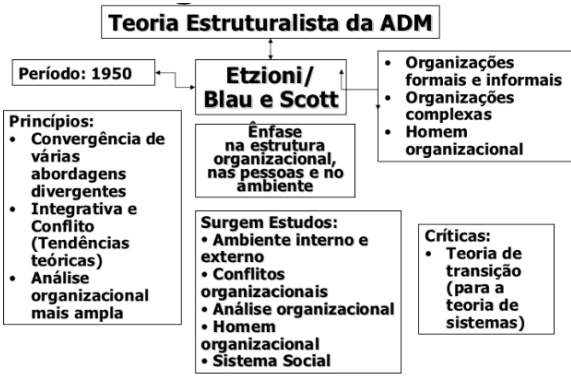 Teoria Estruturalista da ADM
Período: 1950
Etzioni/
Blau e Scott
• Organizações
formais e informais
• Organizações
complexas
• Homem
organizacional
Princípios:
• Convergência de
várias
abordagens
divergentes
• Integrativa e
Conflito
(Tendências
teóricas)
• Análise
organizacional
mais ampla
Ênfase
na estrutura
organizacional,
nas pessoas e no
ambiente
Surgem Estudos:
• Ambiente interno e
externo
• Conflitos
organizacionais
• Análise organizacional
• Homem
organizacional
• Sistema Social
Críticas:
• Teoria de
transição
(para a
teoria de
sistemas)